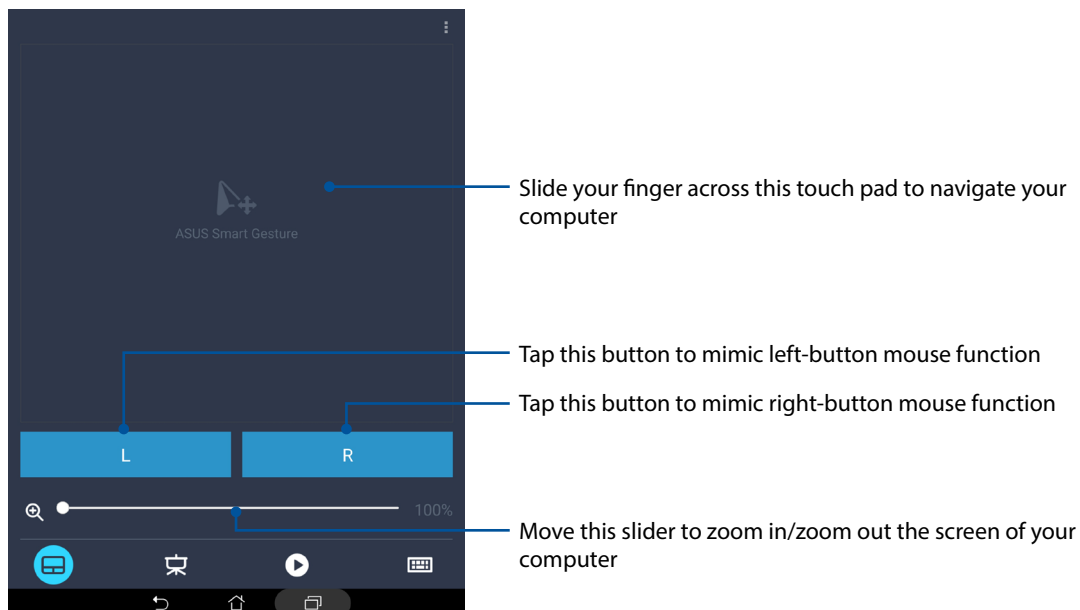 ASUS Smart Gesture
Slide your finger across this touch pad to navigate your
computer
Tap this button to mimic left-button mouse function
Tap this button to mimic right-button mouse function
L
R
100%
Move this slider to zoom in/zoom out the screen of your
computer